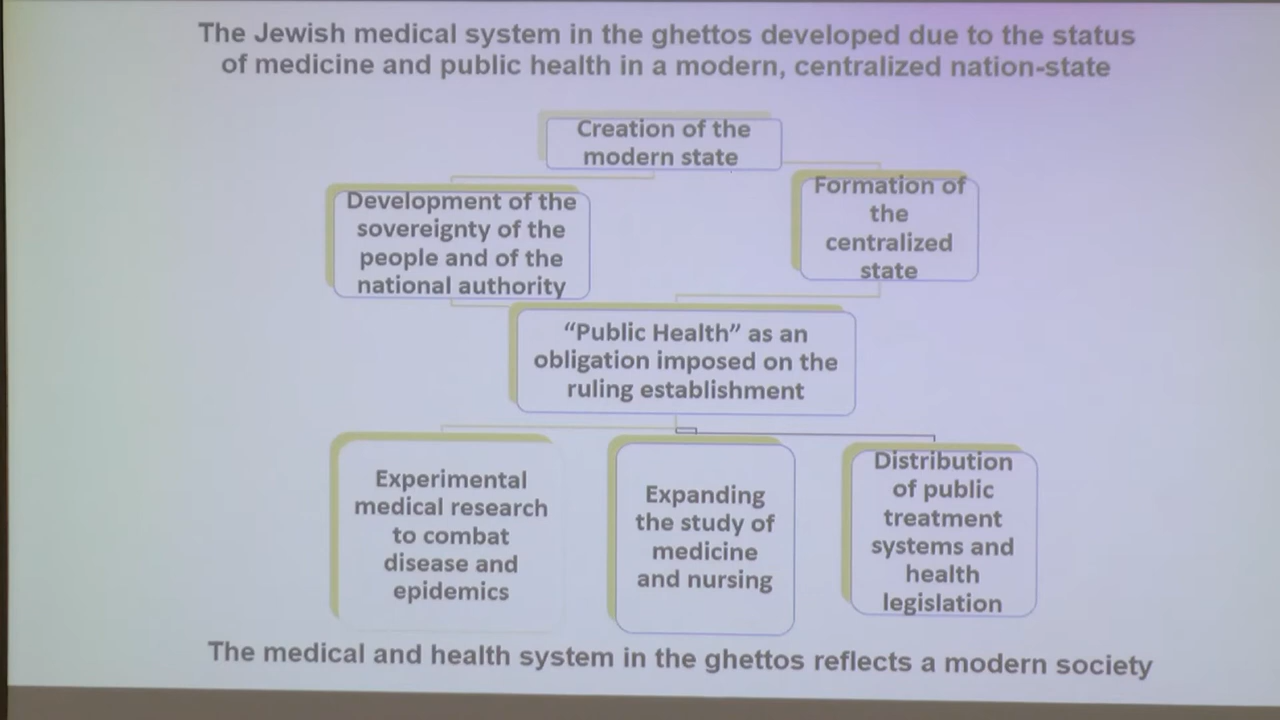 The Jewish medical system in the ghettos developed due to the status
of medicine and public health in a modern, centralized nation-state
Creation of the
modern state
Development of the
sovereignty of the
people and of the
national authority
Formation of
the
centralized
state
“Public Health” as an
obligation imposed on the
ruling establishment
Experimental
medical research
to combat
disease and
epidemics
Expanding
the study of
medicine
and nursing
Distribution
of public
treatment
systems and
health
legislation
The medical and health system in the ghettos reflects a modern society